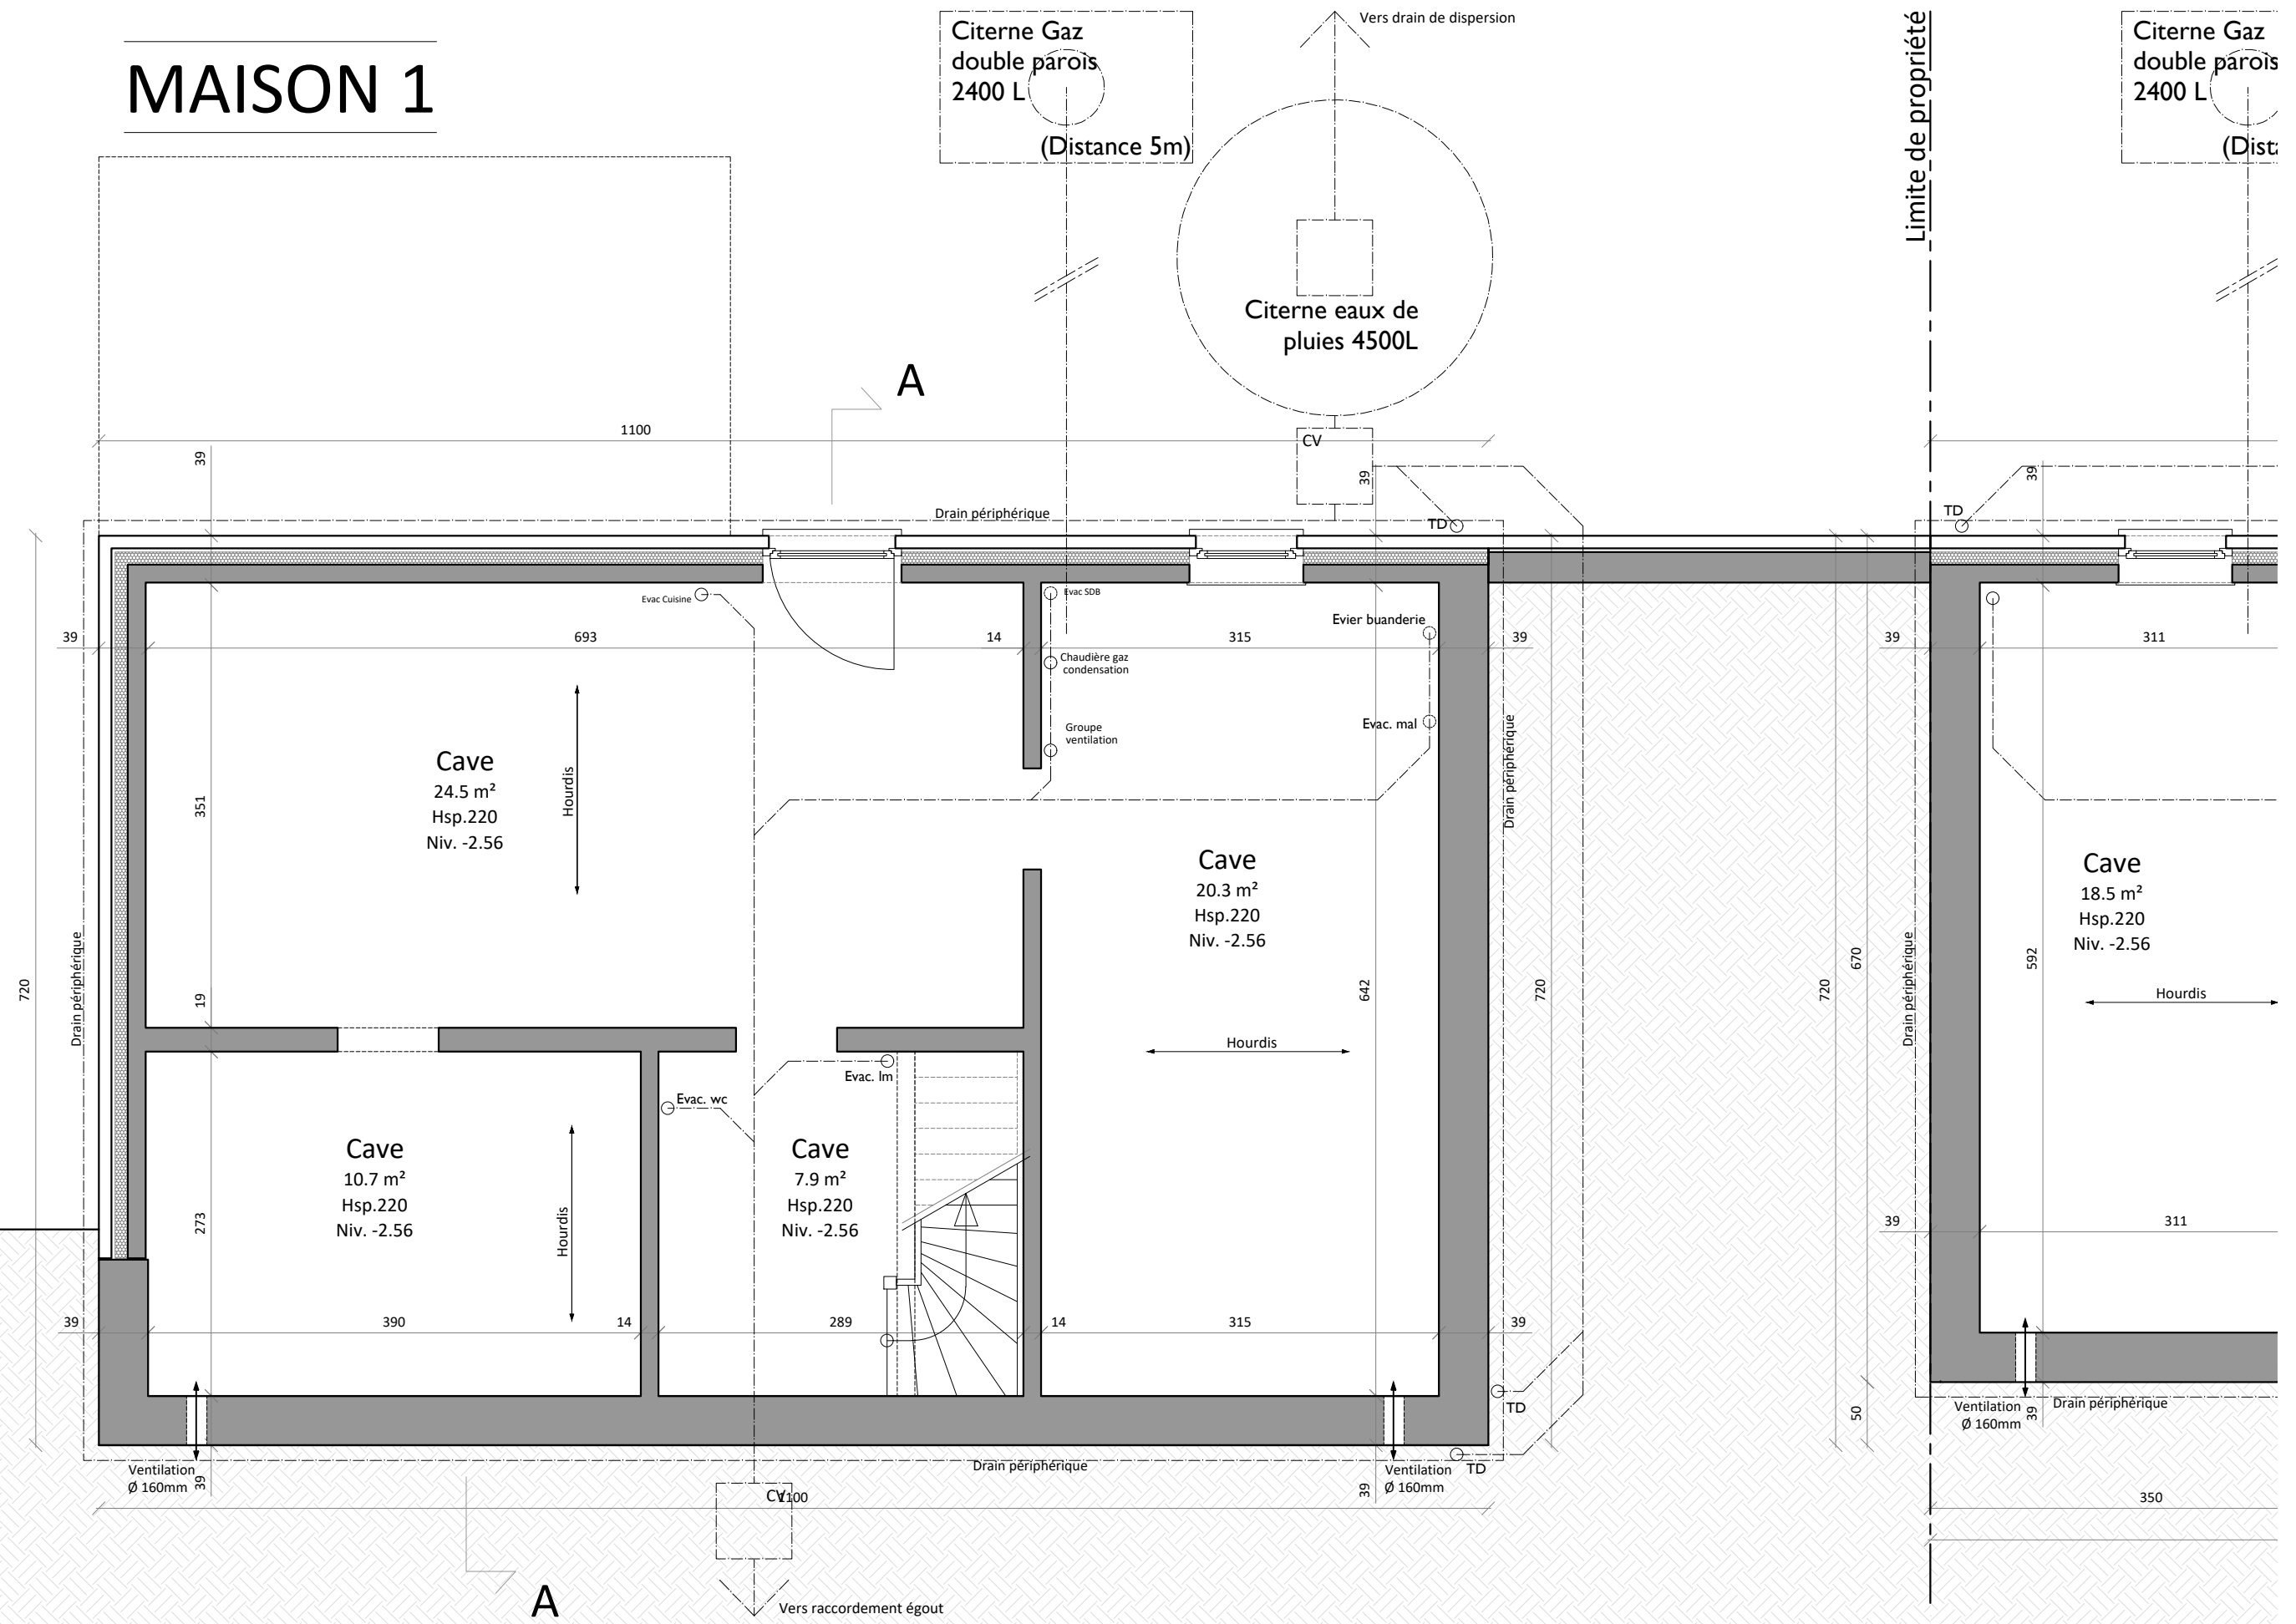 MAISON 1
Citerne Gaz
double parois
2400 L
(Distance 5m)
Vers drain de dispersion
Limite de propriété
Citerne Gaz
double parois
2400 L
Citerne eaux de
pluies 4500L
A
1100
CV
39
39
39
TD
TD
Drain périphérique
Evac Cuisine
Evac SDB
Evier buanderie
39
693
14
315
39
39
311
Chaudière gaz
condensation
Groupe
ventilation
Evac. mal
Drain périphérique
Cave
24.5 m²
Hsp.220
Niv. -2.56
Hourdis
351
Cave
20.3 m²
Hsp.220
Niv. -2.56
Cave
18.5 m²
Hsp.220
Niv. -2.56
720
Drain périphérique
19
642
720
720
670
Drain périphérique
592
Hourdis
Hourdis
Evac. lm
Evac. wc
Cave
10.7 m²
Hsp.220
Niv. -2.56
Hourdis
273
Cave
7.9 m²
Hsp.220
Niv. -2.56
39
311
39
390
14
289
14
315
39
TD
TD
50
Ventilation
Ø 160mm
39
Drain périphérique
Ventilation
Ø 160mm
39
Drain périphérique
Ventilation
Ø 160mm
39
CV
1100
350
A
Vers raccordement égout